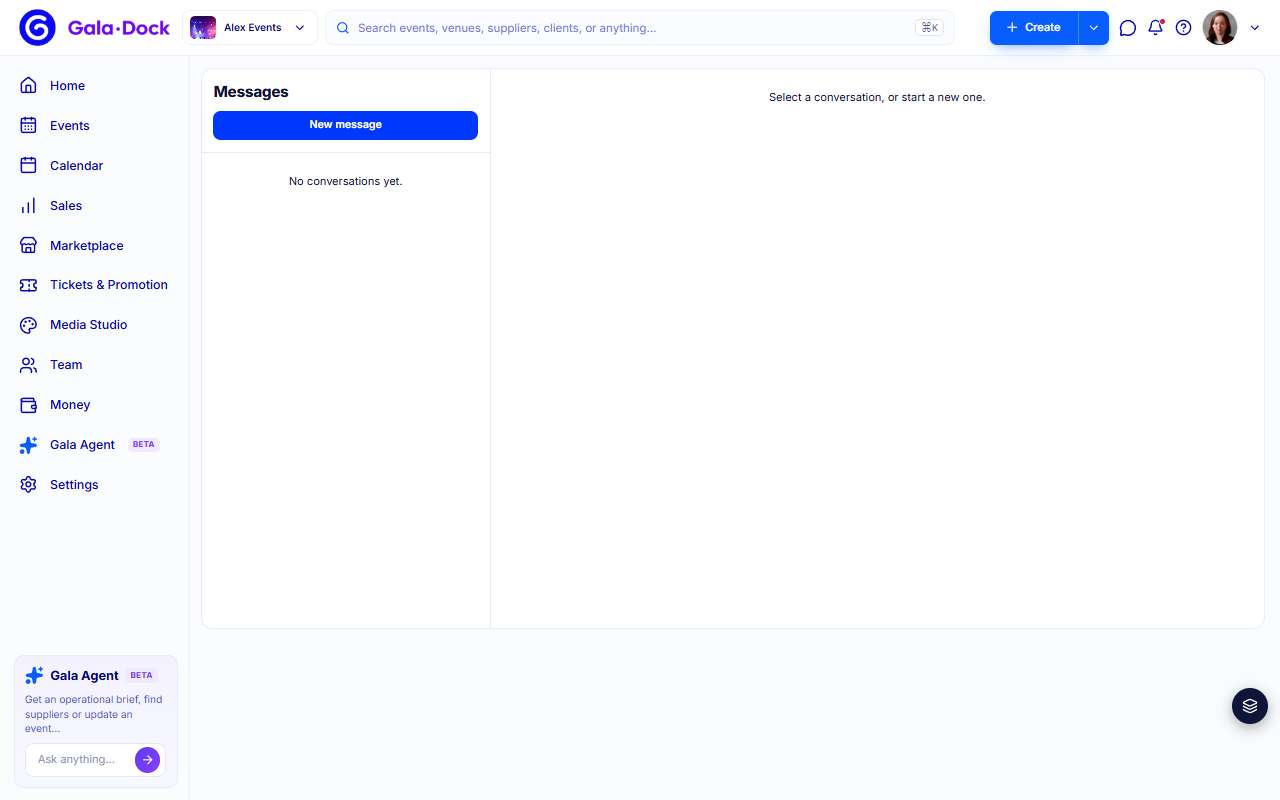 Gala·Dock
Alex Events
Search events, venues, suppliers, clients, or anything...
⌘K
Create
Home
Events
Calendar
Sales
Marketplace
Tickets & Promotion
Media Studio
Team
Money
Gala Agent BETA
Settings
Messages
New message
No conversations yet.
Select a conversation, or start a new one.
Gala Agent BETA
Get an operational brief, find
suppliers or update an
event...
Ask anything...